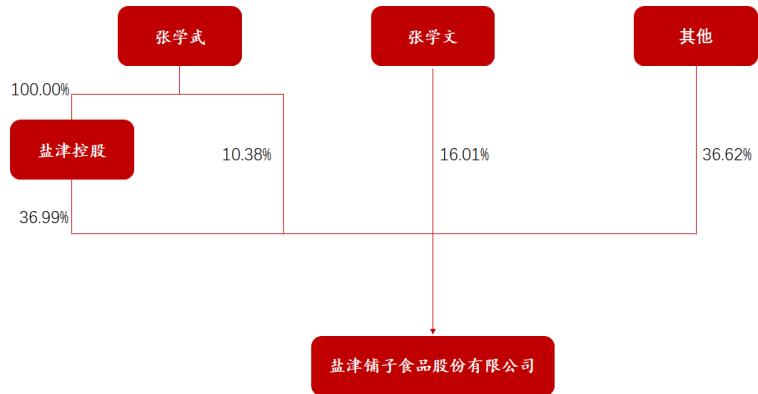 张学武
张学文
其他
100.00%
盐津控股
10.38%
16.01%
36.62%
36.99%
盐津铺子食品股份有限公司